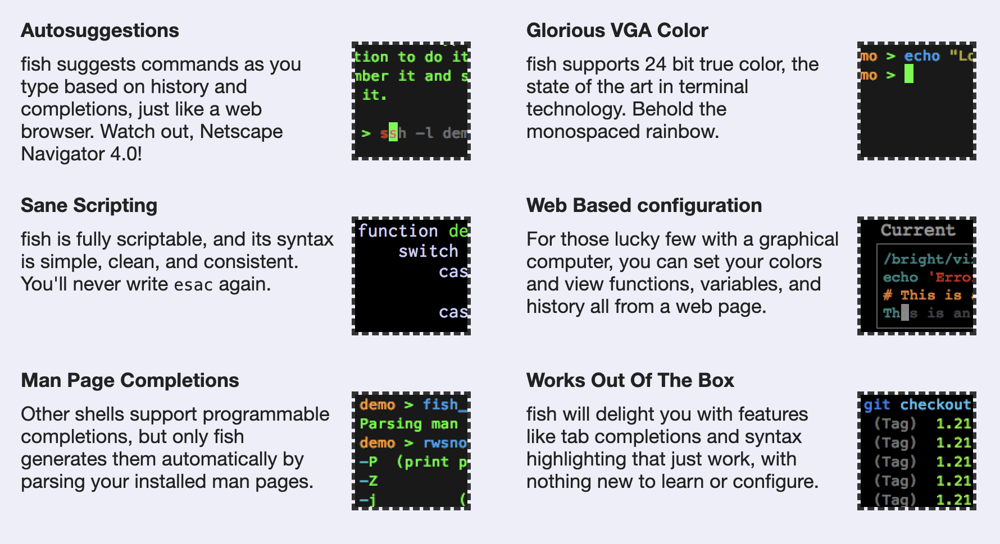 Autosuggestions
fish suggests commands as you
type based on history and
completions, just like a web
browser. Watch out, Netscape
Navigator 4.0!
tion to do it
mber it and s
it.
> ssh -l dem
Glorious VGA Color
fish supports 24 bit true color, the
state of the art in terminal
technology. Behold the
monospaced rainbow.
mo > echo "Lo
mo >
Sane Scripting
fish is fully scriptable, and its syntax
is simple, clean, and consistent.
You'll never write esac again.
function de
switch
cas
cas
Web Based configuration
For those lucky few with a graphical
computer, you can set your colors
and view functions, variables, and
history all from a web page.
Current
/bright/vi
echo 'Erro
# This is
This is an
Man Page Completions
Other shells support programmable
completions, but only fish
generates them automatically by
parsing your installed man pages.
demo > fish_
Parsing man
demo > rwsno
-P (print p
-Z
-j (
Works Out Of The Box
fish will delight you with features
like tab completions and syntax
highlighting that just work, with
nothing new to learn or configure.
git checkout
(Tag) 1.21
(Tag) 1.21
(Tag) 1.21
(Tag) 1.21
(Tag) 1.21